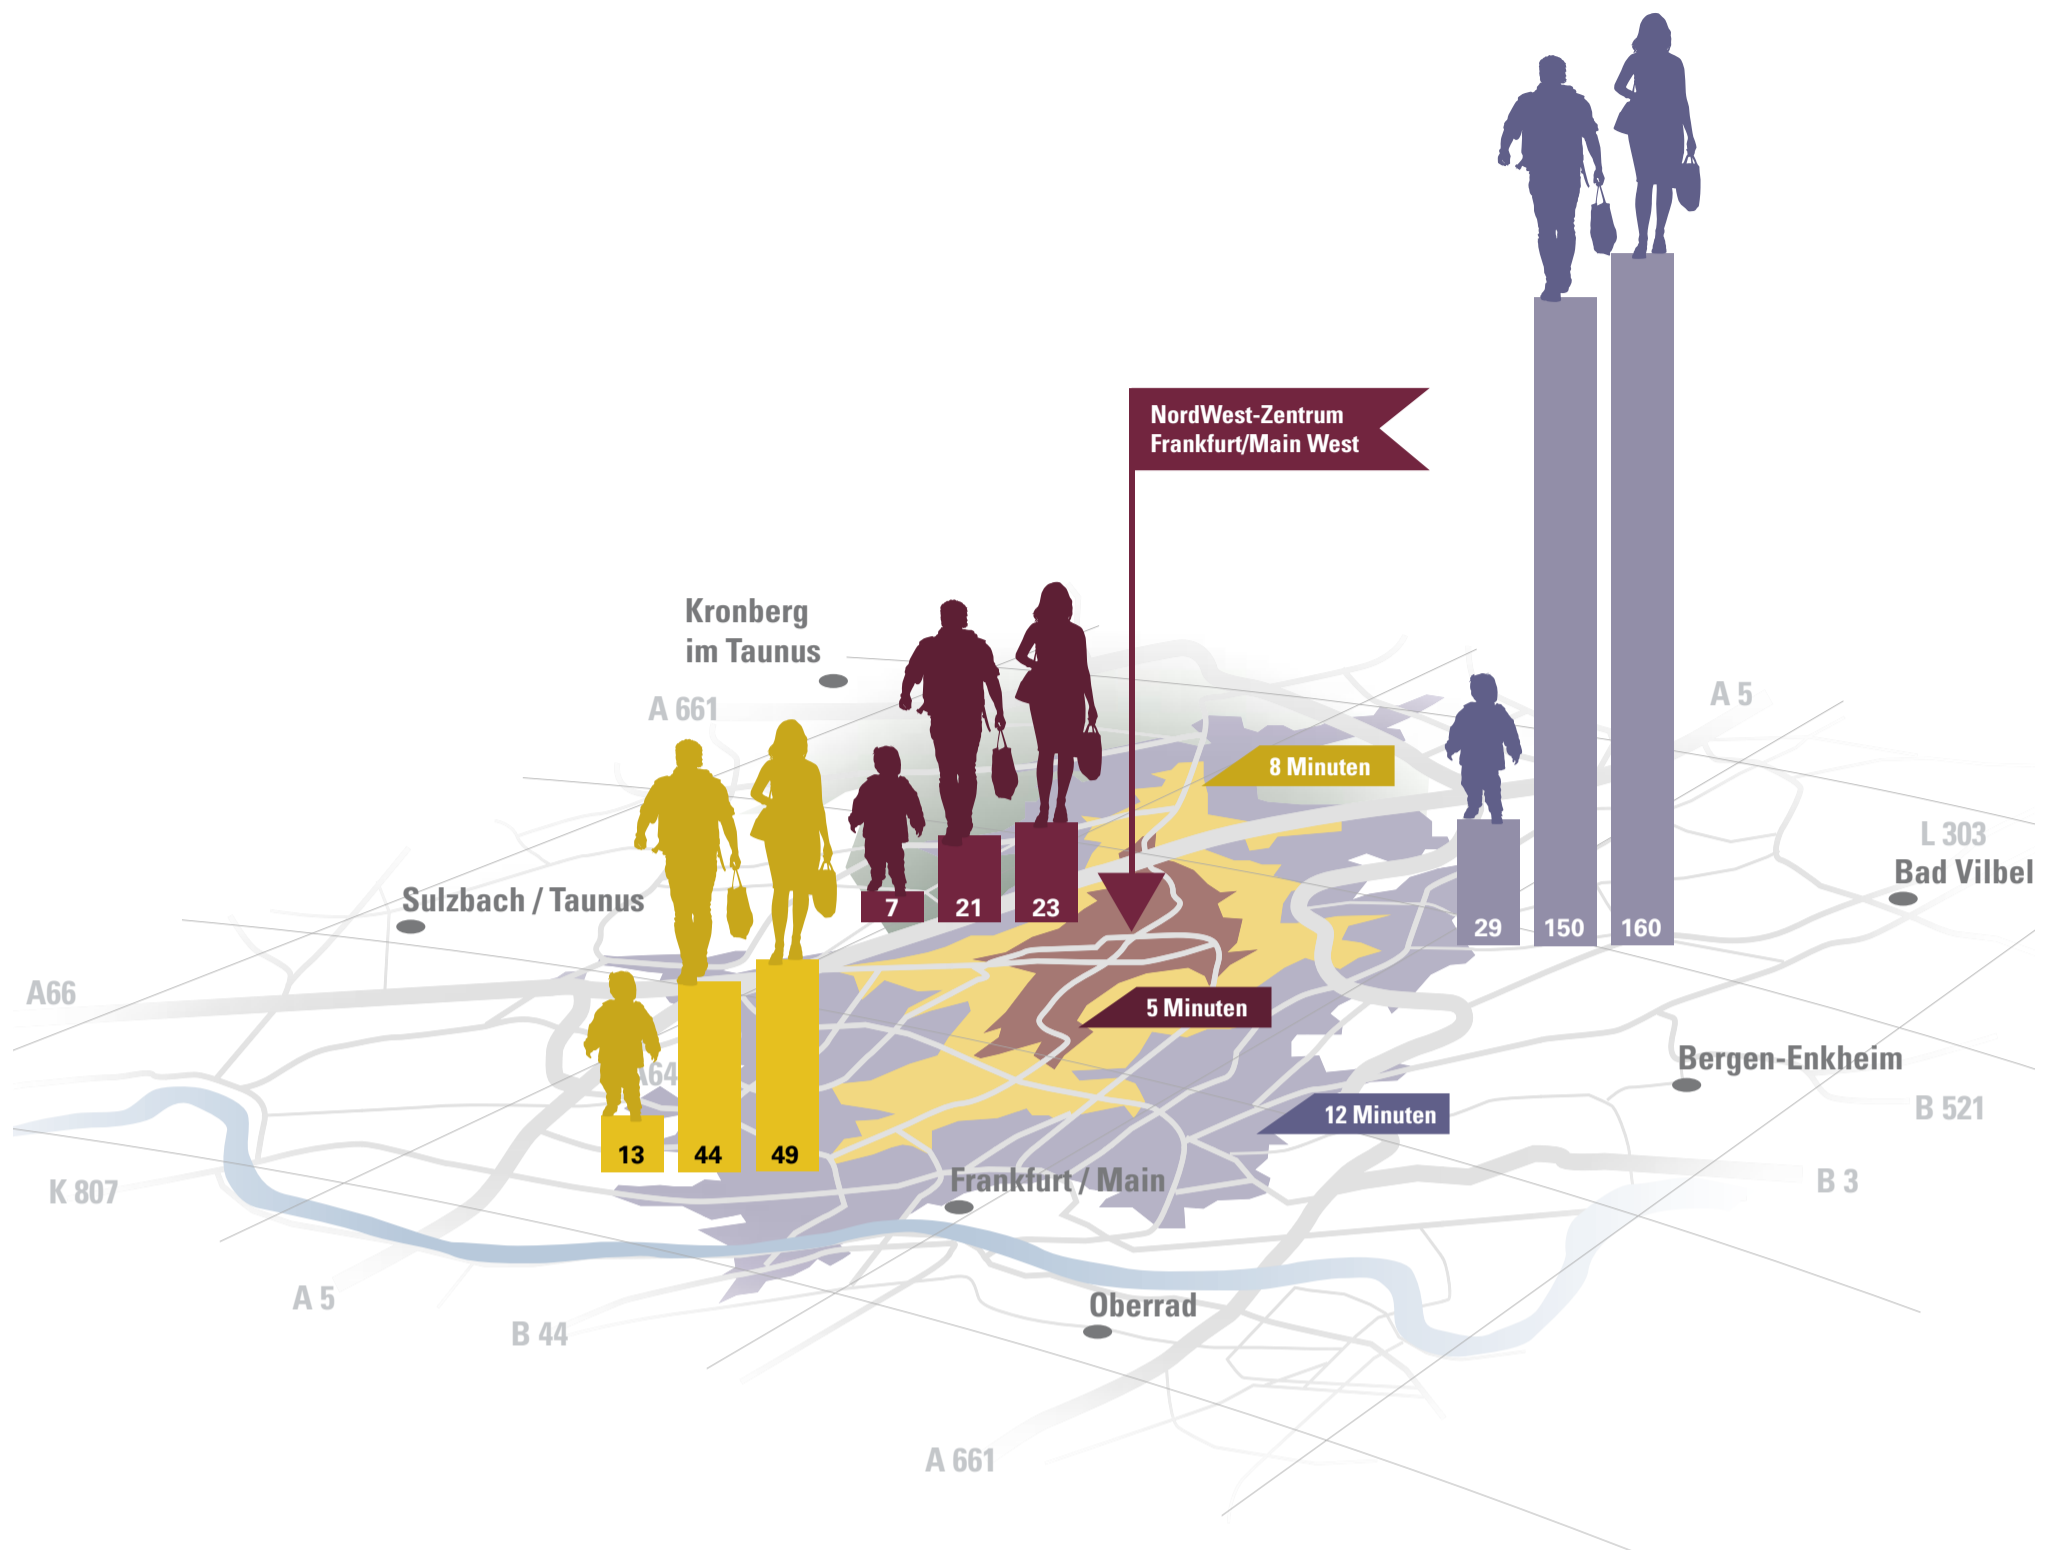 NordWest-Zentrum
Frankfurt/Main West
Kronberg
im Taunus
A 661
A 5
8 Minuten
L 303
Bad Vilbel
Sulzbach / Taunus
7
21
23
29
150
160
A66
5 Minuten
Bergen-Enkheim
A64
B 521
12 Minuten
13
44
49
K 807
Frankfurt / Main
B 3
A 5
Oberrad
B 44
A 661